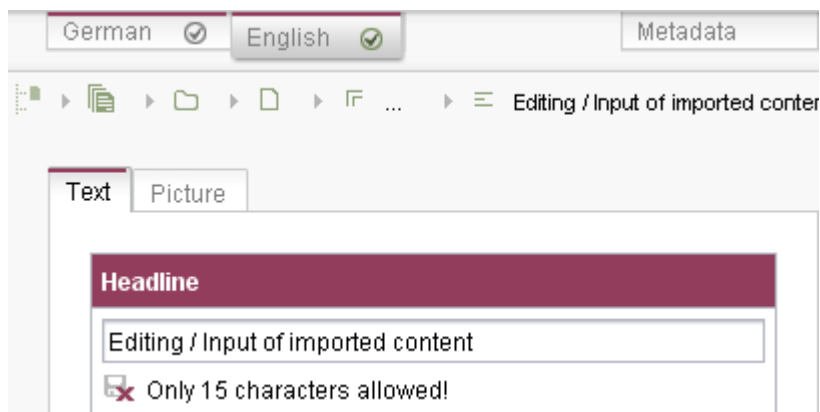 German
English
Metadata
... Editing / Input of imported conten
Text
Picture
Headline
Editing / Input of imported content
Only 15 characters allowed!